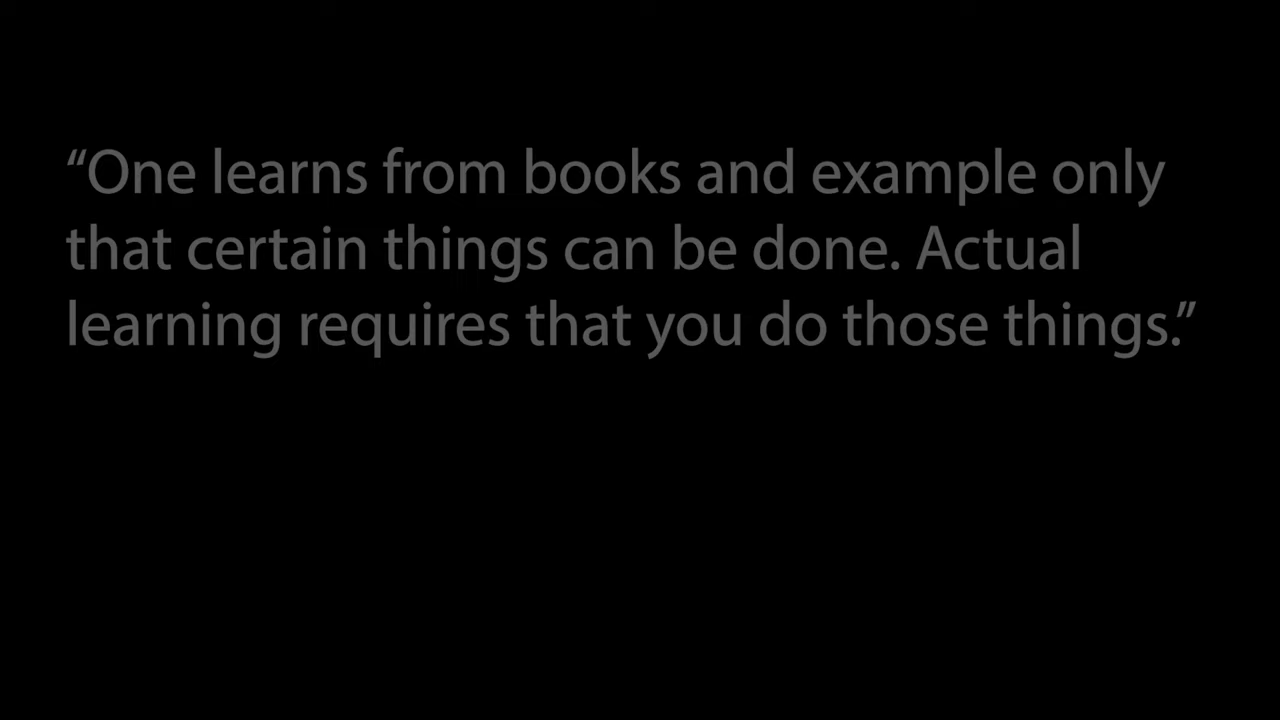 “One learns from books and example only
that certain things can be done. Actual
learning requires that you do those things.”